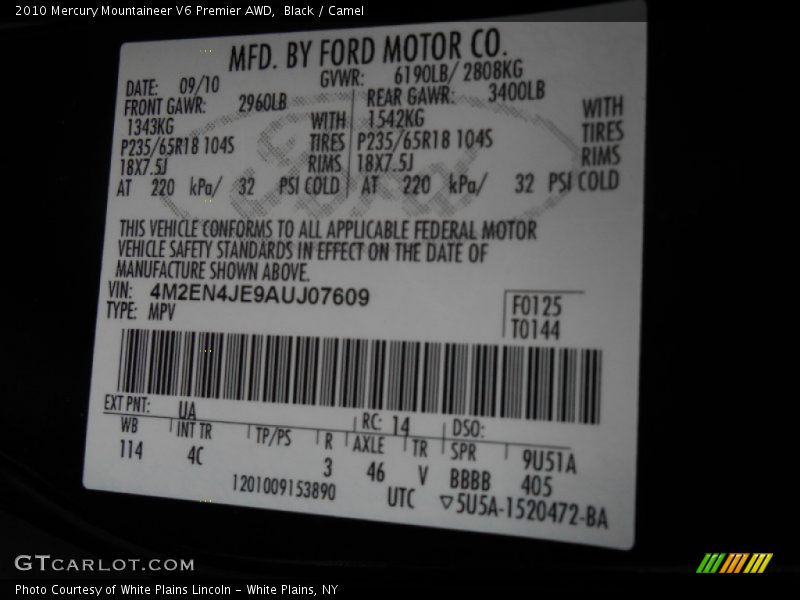 2010 Mercury Mountaineer V6 Premier AWD, Black / Camel
MFD. BY FORD MOTOR CO.
DATE: 09/10 GVWR: 6190LB/ 2808KG
FRONT GAWR: 2960LB REAR GAWR: 3400LB
1343KG WITH 1542KG WITH
P235/65R18 104S TIRES P235/65R18 104S TIRES
18X7.5J RIMS 18X7.5J RIMS
AT 220 kPa/ 32 PSI COLD AT 220 kPa/ 32 PSI COLD
THIS VEHICLE CONFORMS TO ALL APPLICABLE FEDERAL MOTOR
VEHICLE SAFETY STANDARDS IN EFFECT ON THE DATE OF
MANUFACTURE SHOWN ABOVE.
VIN: 4M2EN4JE9AUJ07609
TYPE: MPV
F0125
T0144
EXT PNT: UA RC: 14 DSO:
WB INT TR TP/PS R AXLE TR SPR 9U51A
114 4C 3 46 V BBBB 405
1201009153890 UTC ▽5U5A-1520472-BA
GTCARLOT.COM
Photo Courtesy of White Plains Lincoln - White Plains, NY